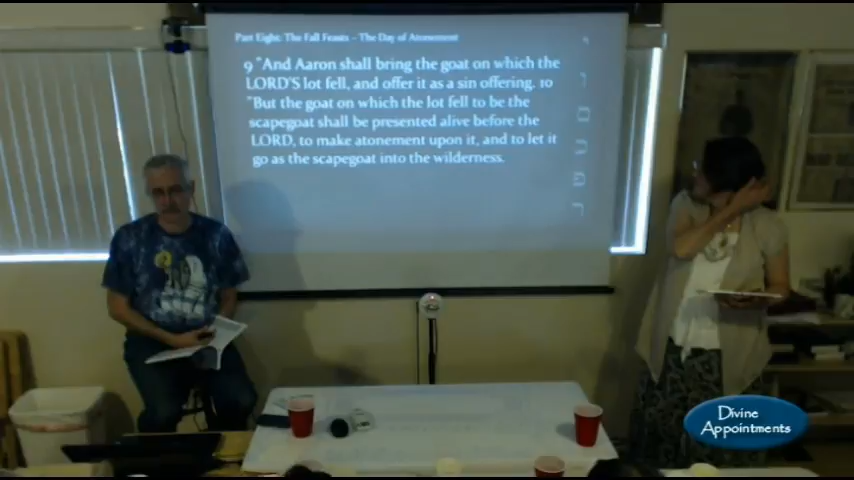 Part Eight: The Fall Feasts – The Day of Atonement
9 "And Aaron shall bring the goat on which the
LORD'S lot fell, and offer it as a sin offering. 10
"But the goat on which the lot fell to be the
scapegoat shall be presented alive before the
LORD, to make atonement upon it, and to let it
go as the scapegoat into the wilderness.
Divine
Appointments